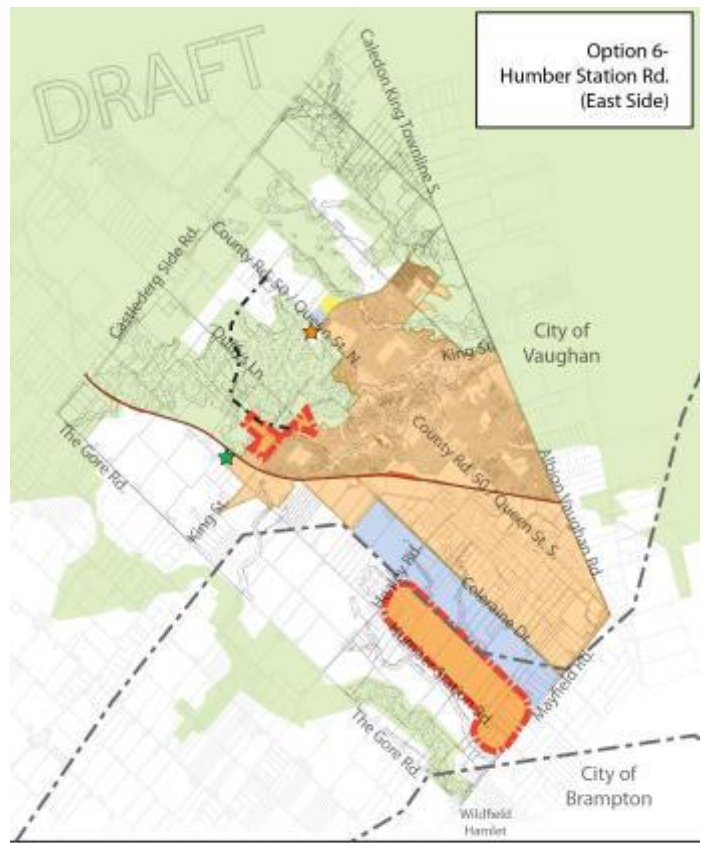 DRAFT
Option 6-
Humber Station Rd.
(East Side)
Caledon King Townline S.
Castlederg Side Rd.
County Rd. 50 / Queen St. N.
City of
Vaughan
King St.
The Gore Rd.
County Rd. 50 / Queen St. S.
Albion Vaughan Rd.
King St.
Healey Rd.
Coleraine Dr.
Humber Station Rd.
Mayfield Rd.
The Gore Rd.
City of
Brampton
Wildfield
Hamlet